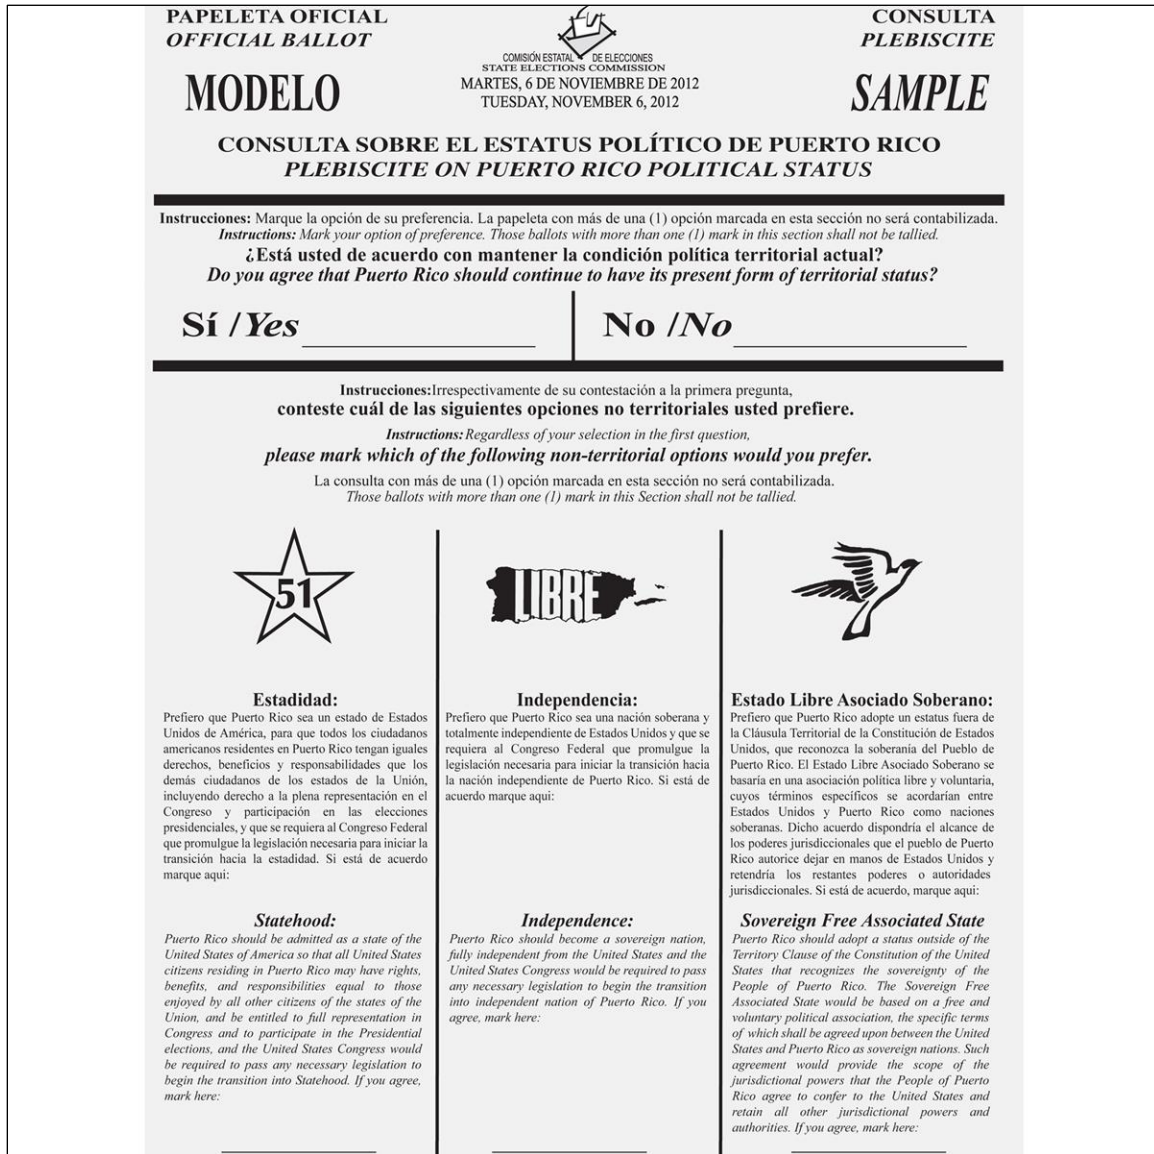 PAPELETA OFICIAL
OFFICIAL BALLOT
MODELO
COMISIÓN ESTATAL DE ELECCIONES
STATE ELECTIONS COMMISSION
MARTES, 6 DE NOVIEMBRE DE 2012
TUESDAY, NOVEMBER 6, 2012
CONSULTA
PLEBISCITE
SAMPLE
CONSULTA SOBRE EL ESTATUS POLÍTICO DE PUERTO RICO
PLEBISCITE ON PUERTO RICO POLITICAL STATUS
Instrucciones: Marque la opción de su preferencia. La papeleta con más de una (1) opción marcada en esta sección no será contabilizada.
Instructions: Mark your option of preference. Those ballots with more than one (1) mark in this section shall not be tallied.
¿Está usted de acuerdo con mantener la condición política territorial actual?
Do you agree that Puerto Rico should continue to have its present form of territorial status?
Sí /Yes
No /No
Instrucciones:Irrespectivamente de su contestación a la primera pregunta,
conteste cuál de las siguientes opciones no territoriales usted prefiere.
Instructions: Regardless of your selection in the first question,
please mark which of the following non-territorial options would you prefer.
La consulta con más de una (1) opción marcada en esta sección no será contabilizada.
Those ballots with more than one (1) mark in this Section shall not be tallied.
51
Estadidad:
Prefiero que Puerto Rico sea un estado de Estados
Unidos de América, para que todos los ciudadanos
americanos residentes en Puerto Rico tengan iguales
derechos, beneficios y responsabilidades que los
demás ciudadanos de los estados de la Unión,
incluyendo derecho a la plena representación en el
Congreso y participación en las elecciones
presidenciales, y que se requiera al Congreso Federal
que promulgue la legislación necesaria para iniciar la
transición hacia la estadidad. Si está de acuerdo
marque aqui:
Statehood:
Puerto Rico should be admitted as a state of the
United States of America so that all United States
citizens residing in Puerto Rico may have rights,
benefits, and responsibilities equal to those
enjoyed by all other citizens of the states of the
Union, and be entitled to full representation in
Congress and to participate in the Presidential
elections, and the United States Congress would
be required to pass any necessary legislation to
begin the transition into Statehood. If you agree,
mark here:
LIBRE
Independencia:
Prefiero que Puerto Rico sea una nación soberana y
totalmente independiente de Estados Unidos y que se
requiera al Congreso Federal que promulgue la
legislación necesaria para iniciar la transición hacia
la nación independiente de Puerto Rico. Si está de
acuerdo marque aqui:
Independence:
Puerto Rico should become a sovereign nation,
fully independent from the United States and the
United States Congress would be required to pass
any necessary legislation to begin the transition
into independent nation of Puerto Rico. If you
agree, mark here:
Estado Libre Asociado Soberano:
Prefiero que Puerto Rico adopte un estatus fuera de
la Cláusula Territorial de la Constitución de Estados
Unidos, que reconozca la soberanía del Pueblo de
Puerto Rico. El Estado Libre Asociado Soberano se
basaría en una asociación política libre y voluntaria,
cuyos términos específicos se acordarían entre
Estados Unidos y Puerto Rico como naciones
soberanas. Dicho acuerdo dispondría el alcance de
los poderes jurisdiccionales que el pueblo de Puerto
Rico autorice dejar en manos de Estados Unidos y
retendría los restantes poderes o autoridades
jurisdiccionales. Si está de acuerdo, marque aqui:
Sovereign Free Associated State
Puerto Rico should adopt a status outside of the
Territory Clause of the Constitution of the United
States that recognizes the sovereignty of the
People of Puerto Rico. The Sovereign Free
Associated State would be based on a free and
voluntary political association, the specific terms
of which shall be agreed upon between the United
States and Puerto Rico as sovereign nations. Such
agreement would provide the scope of the
jurisdictional powers that the People of Puerto
Rico agree to confer to the United States and
retain all other jurisdictional powers and
authorities. If you agree, mark here: